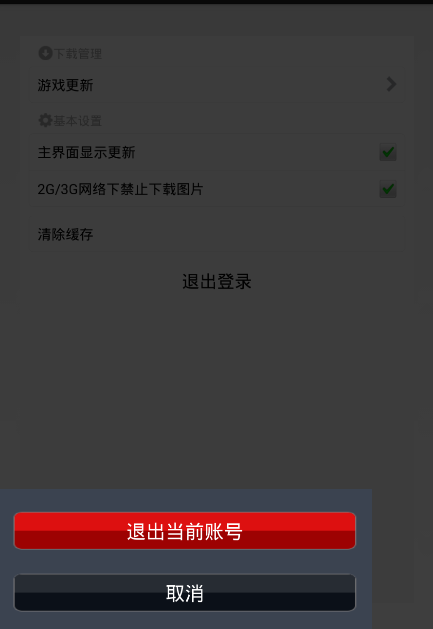 下载管理
游戏更新
基本设置
主界面显示更新
2G/3G网络下禁止下载图片
清除缓存
退出登录
退出当前账号
取消